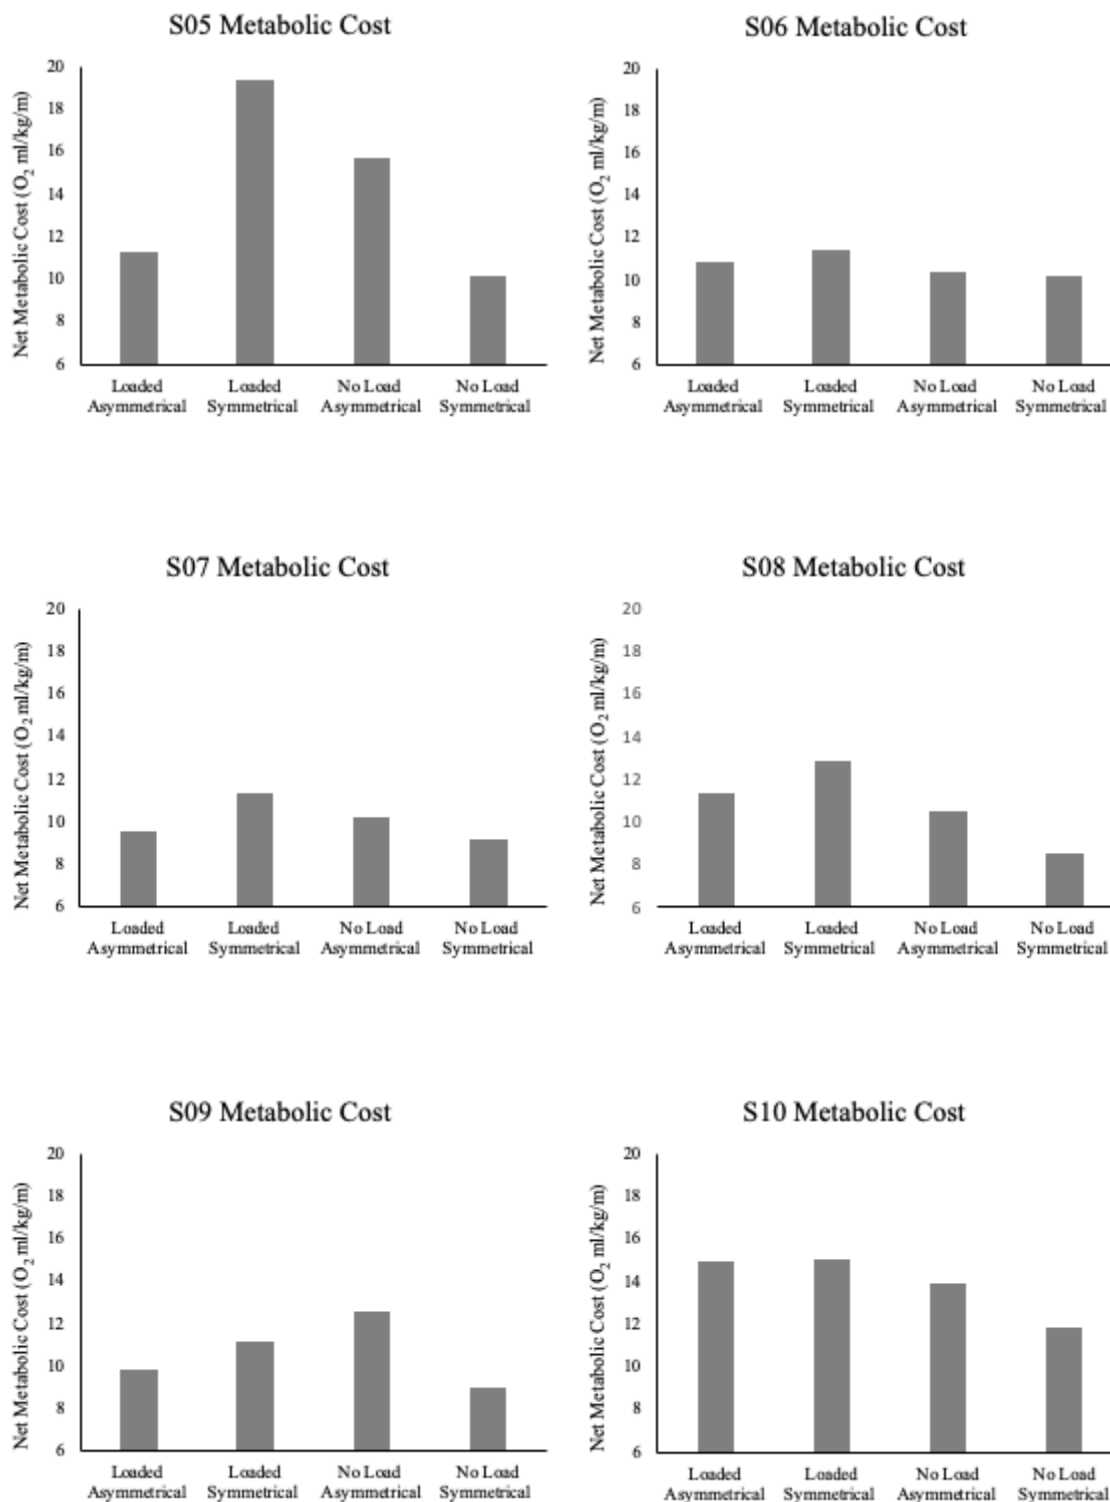 S05 Metabolic Cost
Net Metabolic Cost (O₂ ml/kg/m)
20
18
16
14
12
10
8
6
Loaded Asymmetrical
Loaded Symmetrical
No Load Asymmetrical
No Load Symmetrical
S06 Metabolic Cost
Net Metabolic Cost (O₂ ml/kg/m)
20
18
16
14
12
10
8
6
Loaded Asymmetrical
Loaded Symmetrical
No Load Asymmetrical
No Load Symmetrical
S07 Metabolic Cost
Net Metabolic Cost (O₂ ml/kg/m)
20
18
16
14
12
10
8
6
Loaded Asymmetrical
Loaded Symmetrical
No Load Asymmetrical
No Load Symmetrical
S08 Metabolic Cost
Net Metabolic Cost (O₂ ml/kg/m)
20
18
16
14
12
10
8
6
Loaded Asymmetrical
Loaded Symmetrical
No Load Asymmetrical
No Load Symmetrical
S09 Metabolic Cost
Net Metabolic Cost (O₂ ml/kg/m)
20
18
16
14
12
10
8
6
Loaded Asymmetrical
Loaded Symmetrical
No Load Asymmetrical
No Load Symmetrical
S10 Metabolic Cost
Net Metabolic Cost (O₂ ml/kg/m)
20
18
16
14
12
10
8
6
Loaded Asymmetrical
Loaded Symmetrical
No Load Asymmetrical
No Load Symmetrical